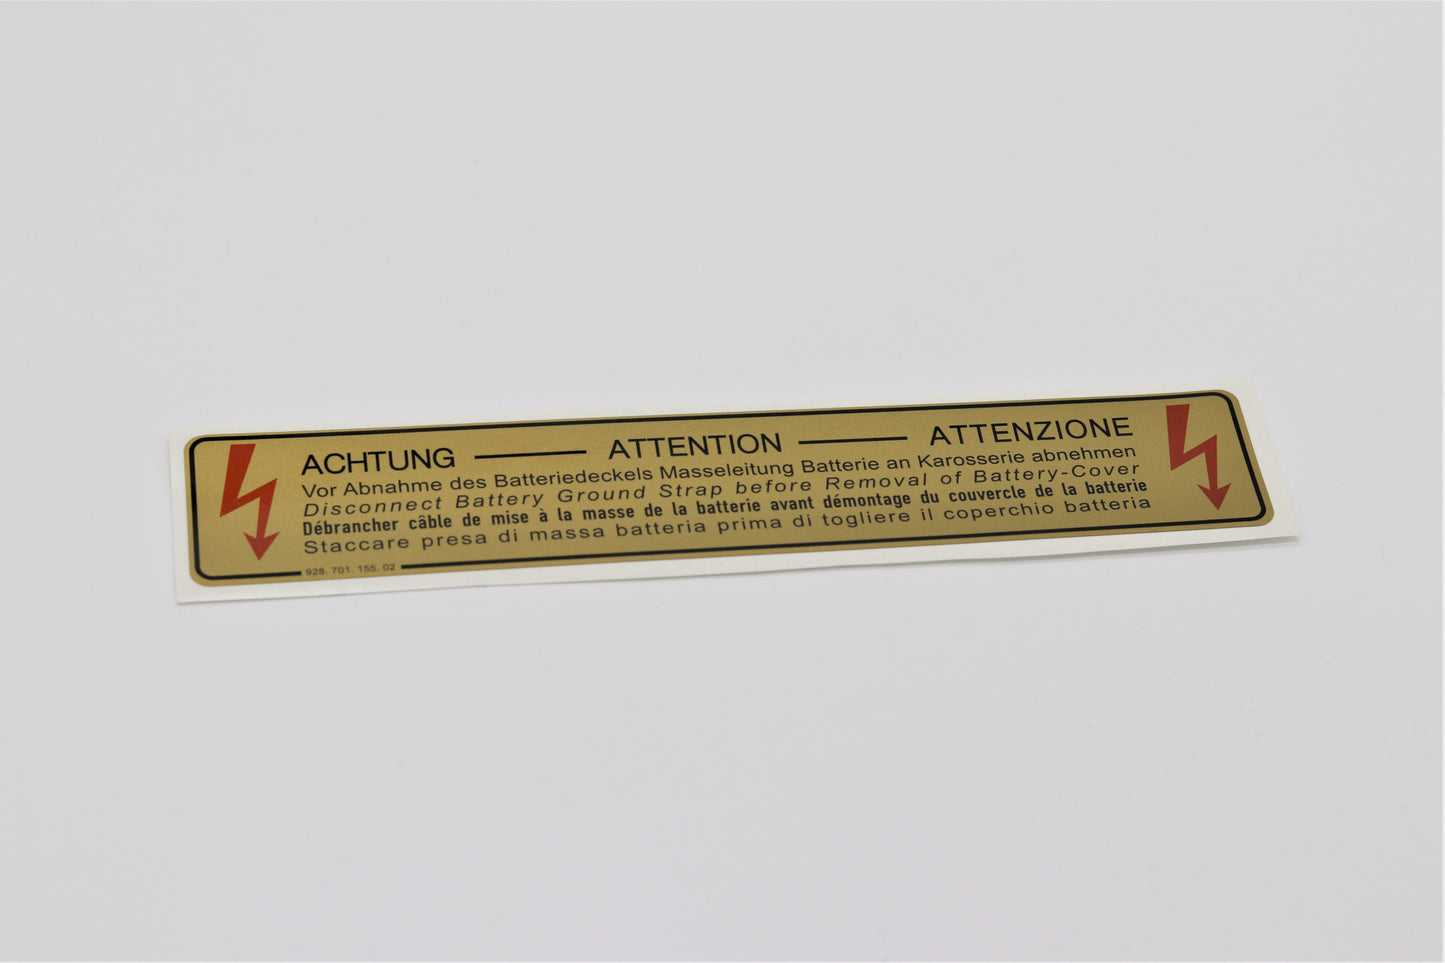 ACHTUNG — ATTENTION — ATTENZIONE
Vor Abnahme des Batteriedeckels Masseleitung Batterie an Karosserie abnehmen
Disconnect Battery Ground Strap before Removal of Battery-Cover
Débrancher câble de mise à la masse de la batterie avant démontage du couvercle de la batterie
Staccare presa di massa batteria prima di togliere il coperchio batteria
928. 701. 155. 02